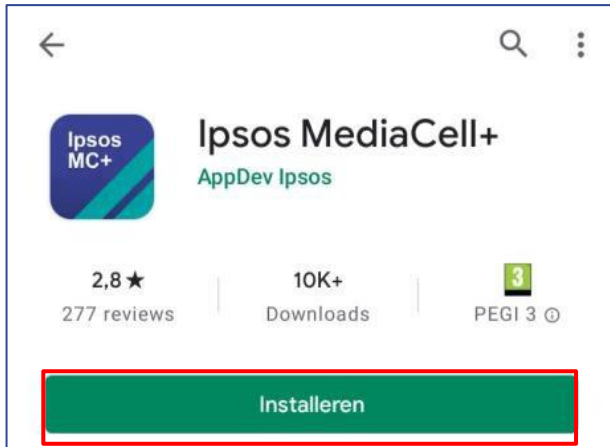 Ipsos
MC+
Ipsos MediaCell+
AppDev Ipsos
2,8★
277 reviews
10K+
Downloads
3
PEGI 3 ⓘ
Installeren